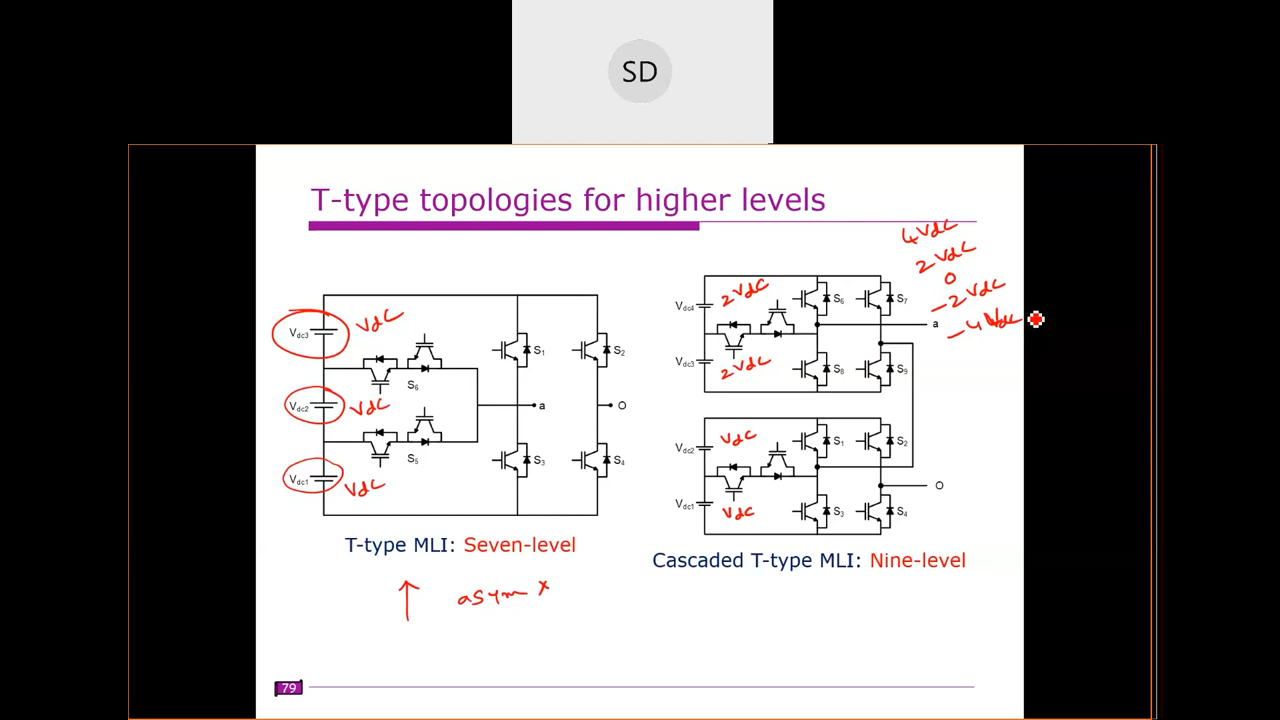 SD
T-type topologies for higher levels
4Vdc
2Vdc
0
-2Vdc
-4Vdc
Vdc3
Vdc
S6
Vdc2
Vdc
S5
Vdc1
Vdc
S1
S2
a
O
S3
S4
T-type MLI: Seven-level
↑ asym x
Vdc4
2Vdc
Vdc3
2Vdc
S6
S7
a
S8
S9
Vdc2
Vdc
Vdc1
Vdc
S1
S2
O
S3
S4
Cascaded T-type MLI: Nine-level
79